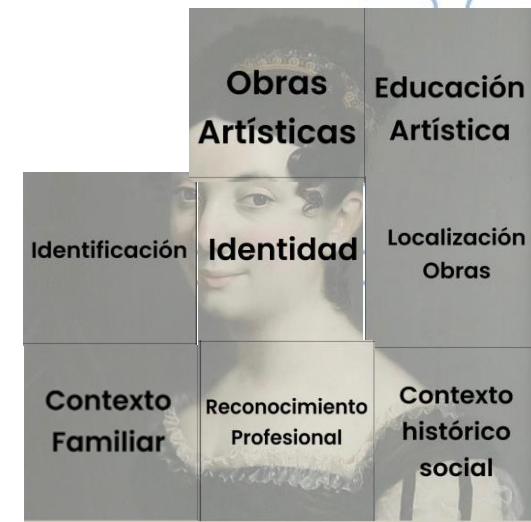 Obras
Artísticas
Educación
Artística
Identificación
Identidad
Localización
Obras
Contexto
Familiar
Reconocimiento
Profesional
Contexto
histórico
social